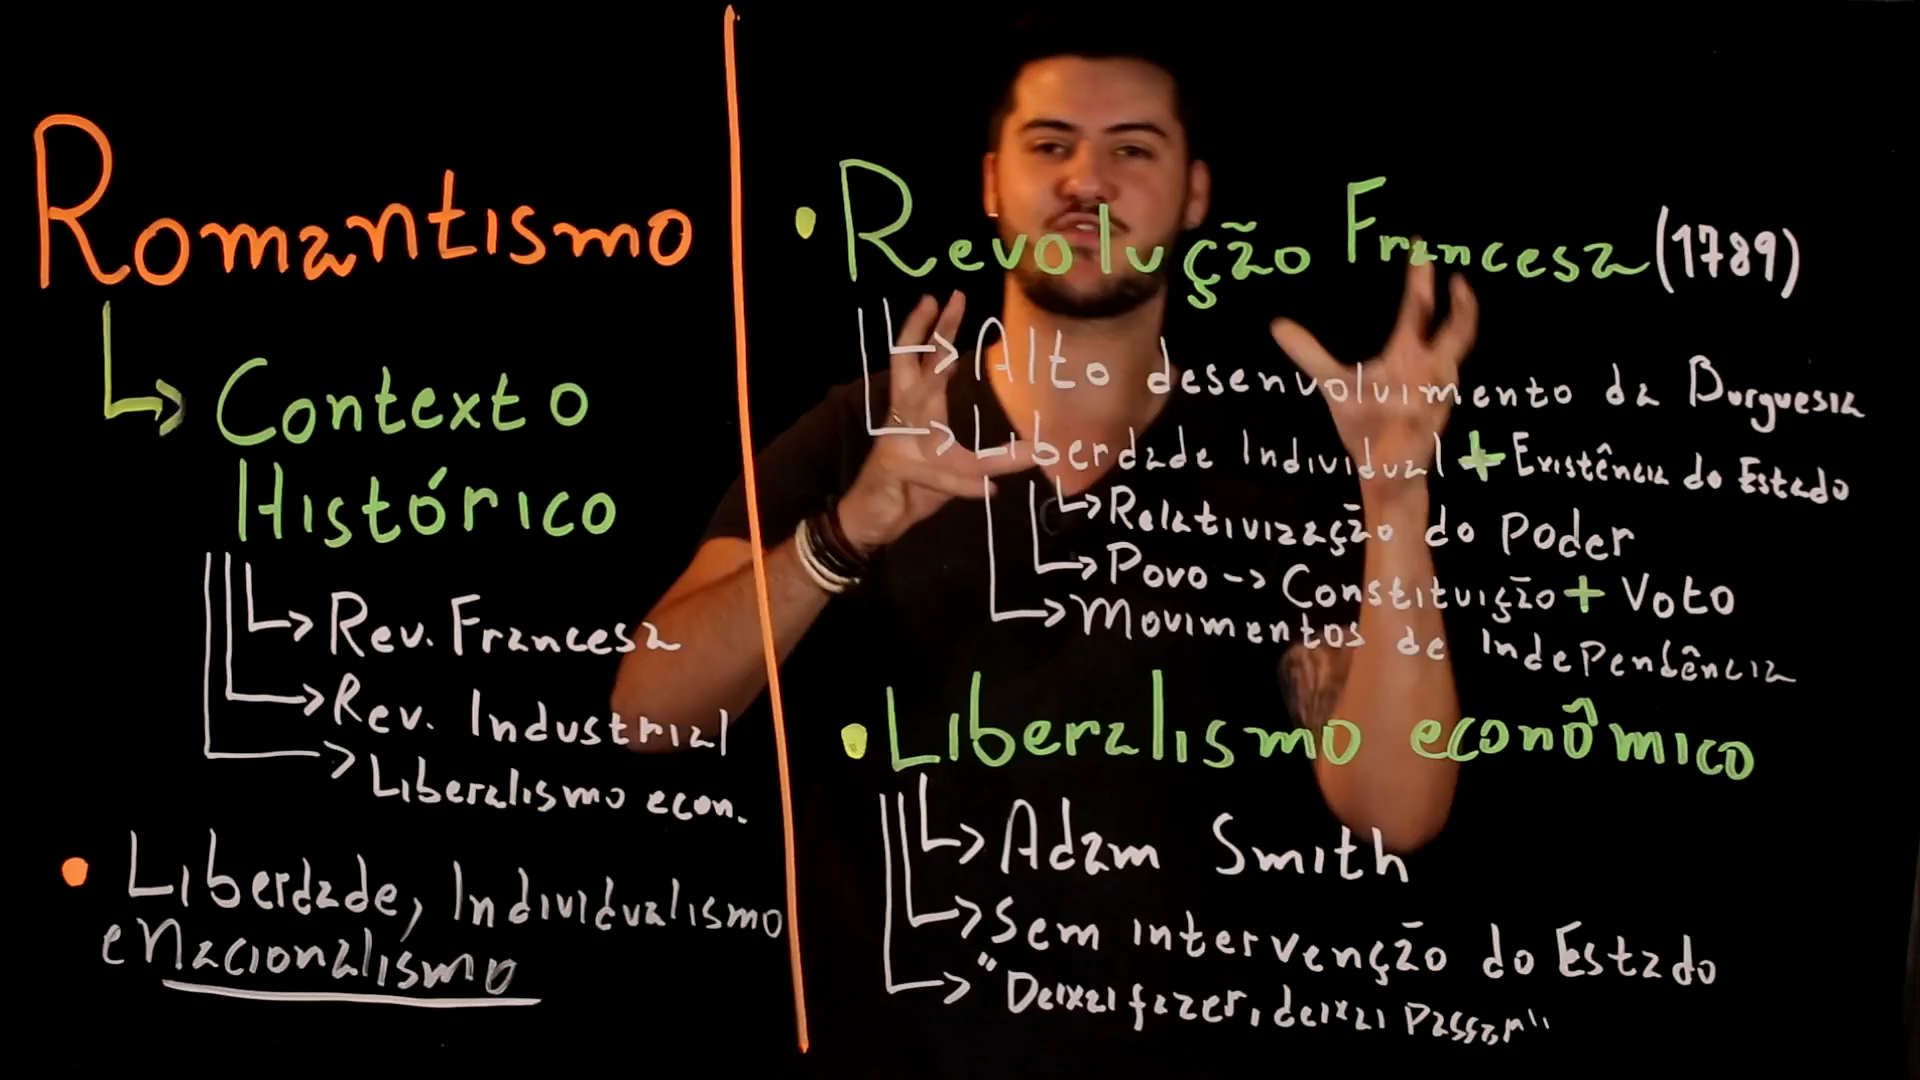 Romantismo
Contexto
Histórico
Rev. Francesa
Rev. Industrial
Liberalismo econ.
• Liberdade, Individualismo
e Nacionalismo
• Revolução Francesa (1789)
Alto desenvolvimento da Burguesia
Liberdade Individual + Existência do Estado
Relativização do Poder
Povo -> Constituição + Voto
Movimentos de Independência
• Liberalismo econômico
Adam Smith
Sem intervenção do Estado
"Deixai fazer, deixai passar"